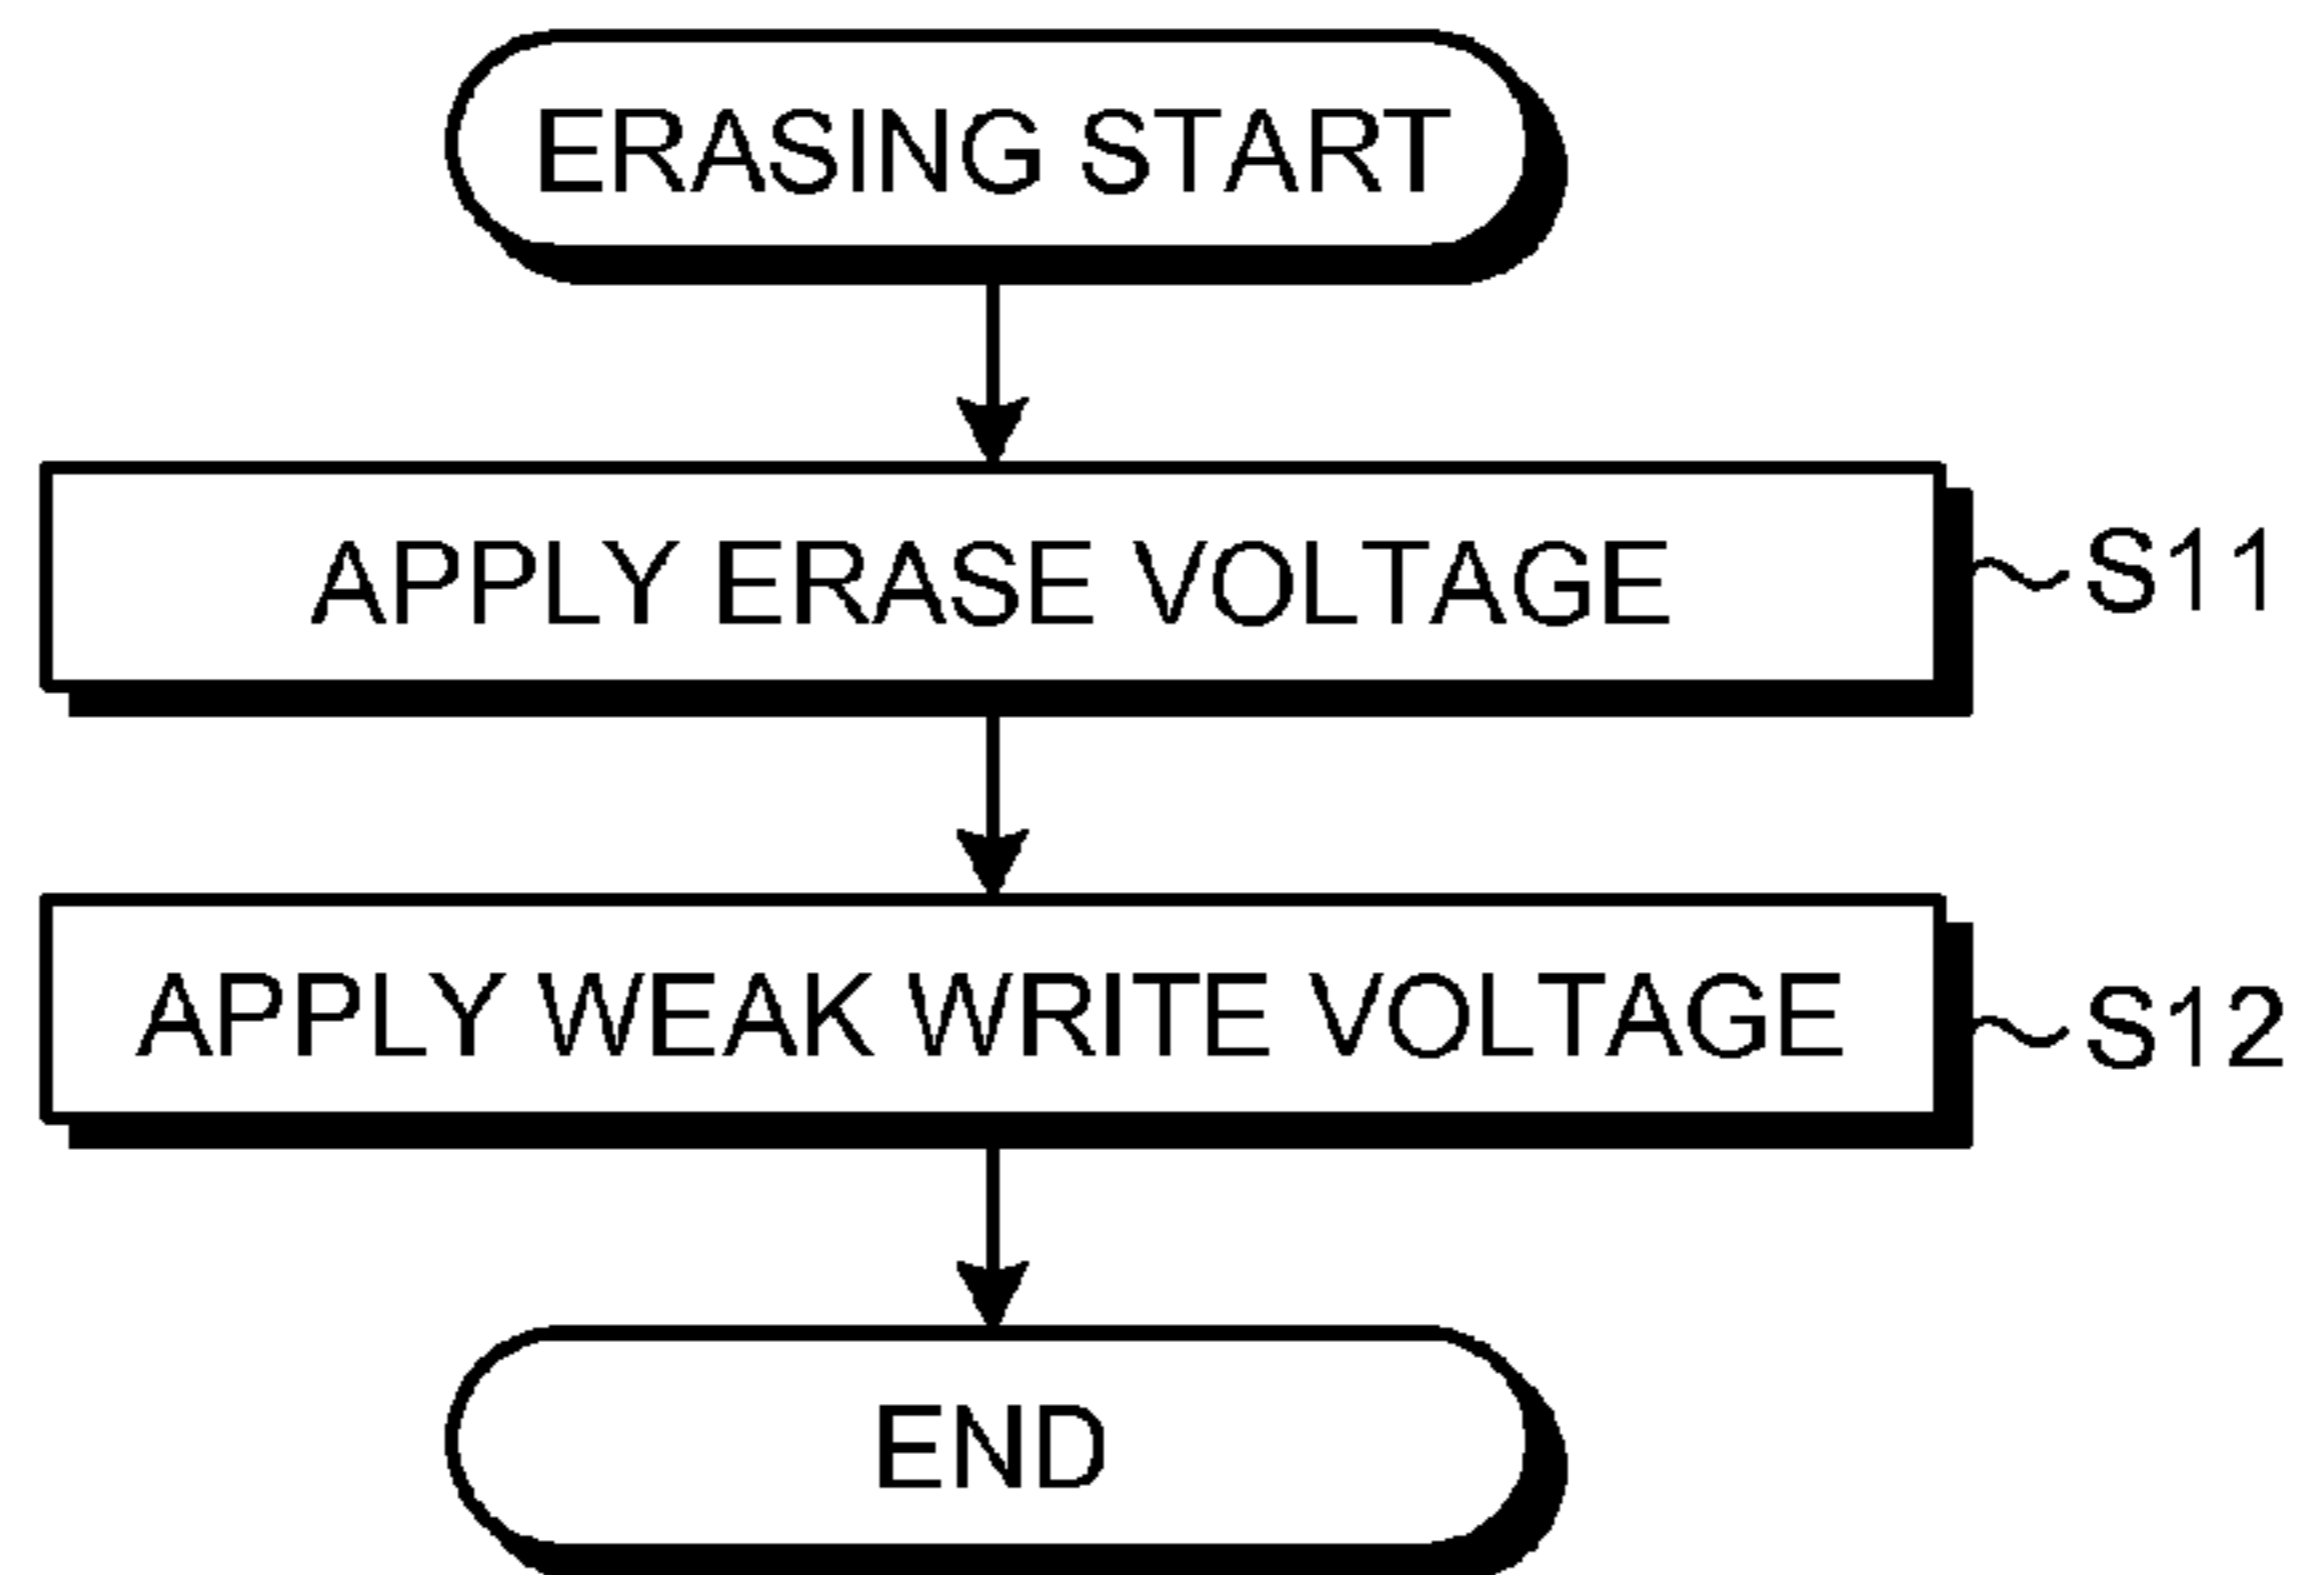 ERASING START
APPLY ERASE VOLTAGE
S11
APPLY WEAK WRITE VOLTAGE
S12
END